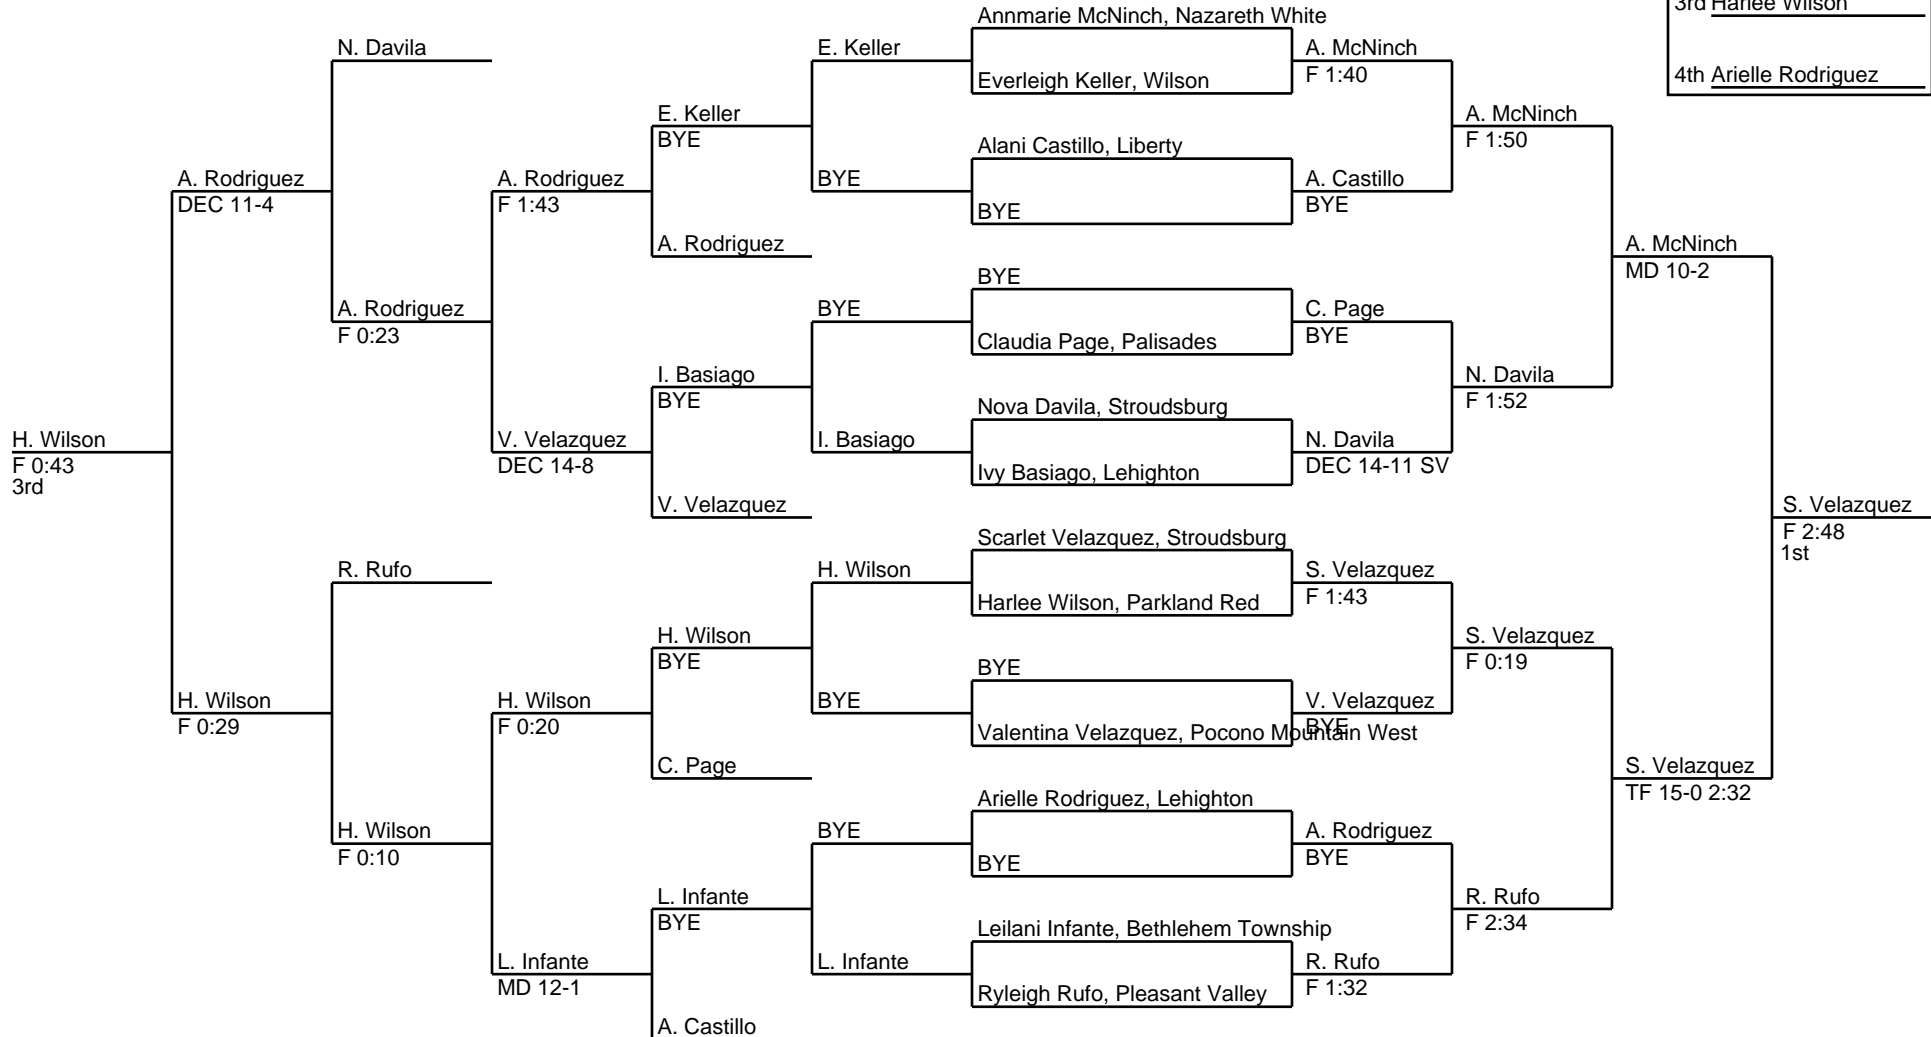 3rd Harlee Wilson
4th Arielle Rodriguez
H. Wilson
F 0:43
3rd
A. Rodriguez
DEC 11-4
H. Wilson
F 0:29
N. Davila
A. Rodriguez
F 0:23
R. Rufo
H. Wilson
F 0:10
A. Rodriguez
F 1:43
V. Velazquez
DEC 14-8
H. Wilson
F 0:20
L. Infante
MD 12-1
E. Keller
BYE
A. Rodriguez
I. Basiago
BYE
V. Velazquez
H. Wilson
BYE
C. Page
L. Infante
BYE
A. Castillo
E. Keller
BYE
BYE
I. Basiago
H. Wilson
BYE
BYE
L. Infante
Annmarie McNinch, Nazareth White
Everleigh Keller, Wilson
Alani Castillo, Liberty
BYE
BYE
Claudia Page, Palisades
Nova Davila, Stroudsburg
Ivy Basiago, Lehighton
Scarlet Velazquez, Stroudsburg
Harlee Wilson, Parkland Red
BYE
Valentina Velazquez, Pocono Mountain West
Arielle Rodriguez, Lehighton
BYE
Leilani Infante, Bethlehem Township
Ryleigh Rufo, Pleasant Valley
A. McNinch
F 1:40
A. Castillo
BYE
C. Page
BYE
N. Davila
DEC 14-11 SV
S. Velazquez
F 1:43
V. Velazquez
BYE
A. Rodriguez
BYE
R. Rufo
F 1:32
A. McNinch
F 1:50
N. Davila
F 1:52
S. Velazquez
F 0:19
R. Rufo
F 2:34
A. McNinch
MD 10-2
S. Velazquez
TF 15-0 2:32
S. Velazquez
F 2:48
1st